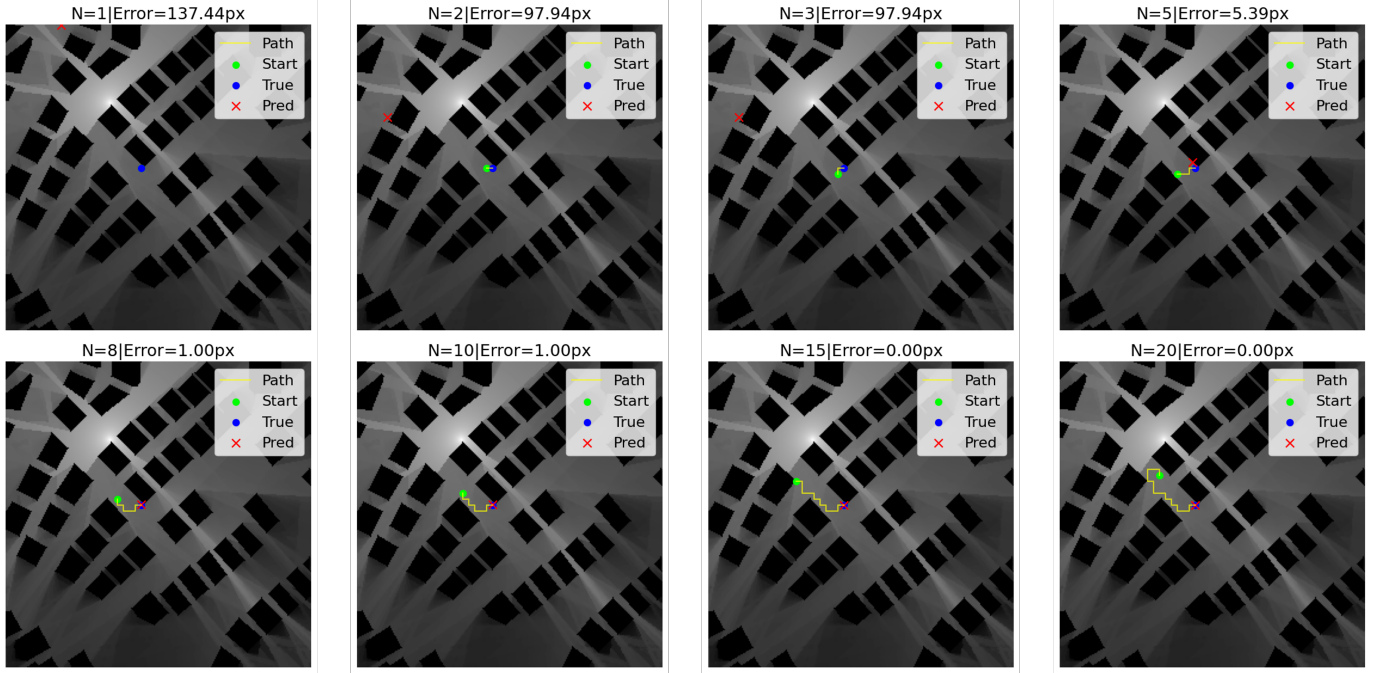 N=1|Error=137.44px
Path
Start
True
Pred
N=2|Error=97.94px
Path
Start
True
Pred
N=3|Error=97.94px
Path
Start
True
Pred
N=5|Error=5.39px
Path
Start
True
Pred
N=8|Error=1.00px
Path
Start
True
Pred
N=10|Error=1.00px
Path
Start
True
Pred
N=15|Error=0.00px
Path
Start
True
Pred
N=20|Error=0.00px
Path
Start
True
Pred